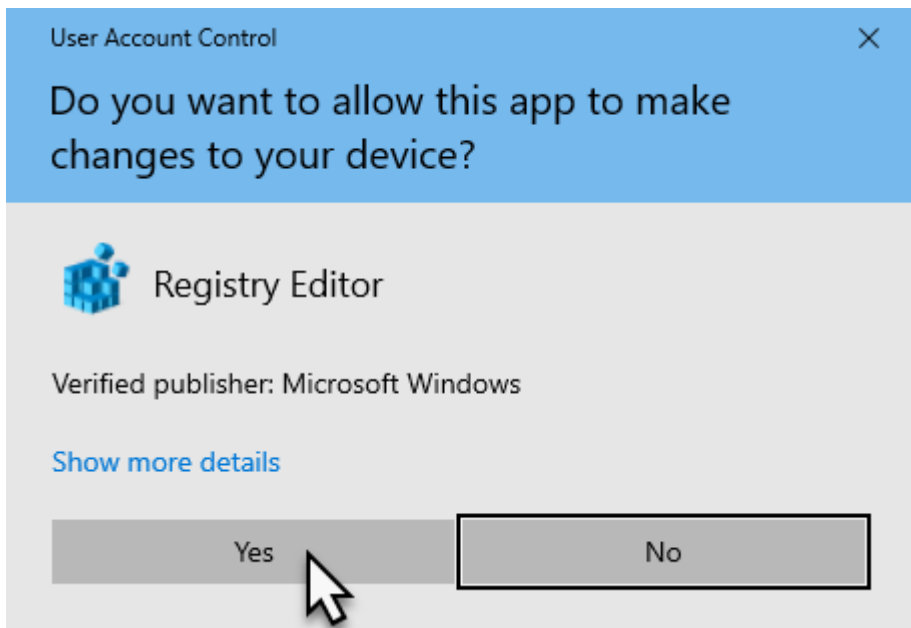 User Account Control
Do you want to allow this app to make
changes to your device?
Registry Editor
Verified publisher: Microsoft Windows
Show more details
Yes
No